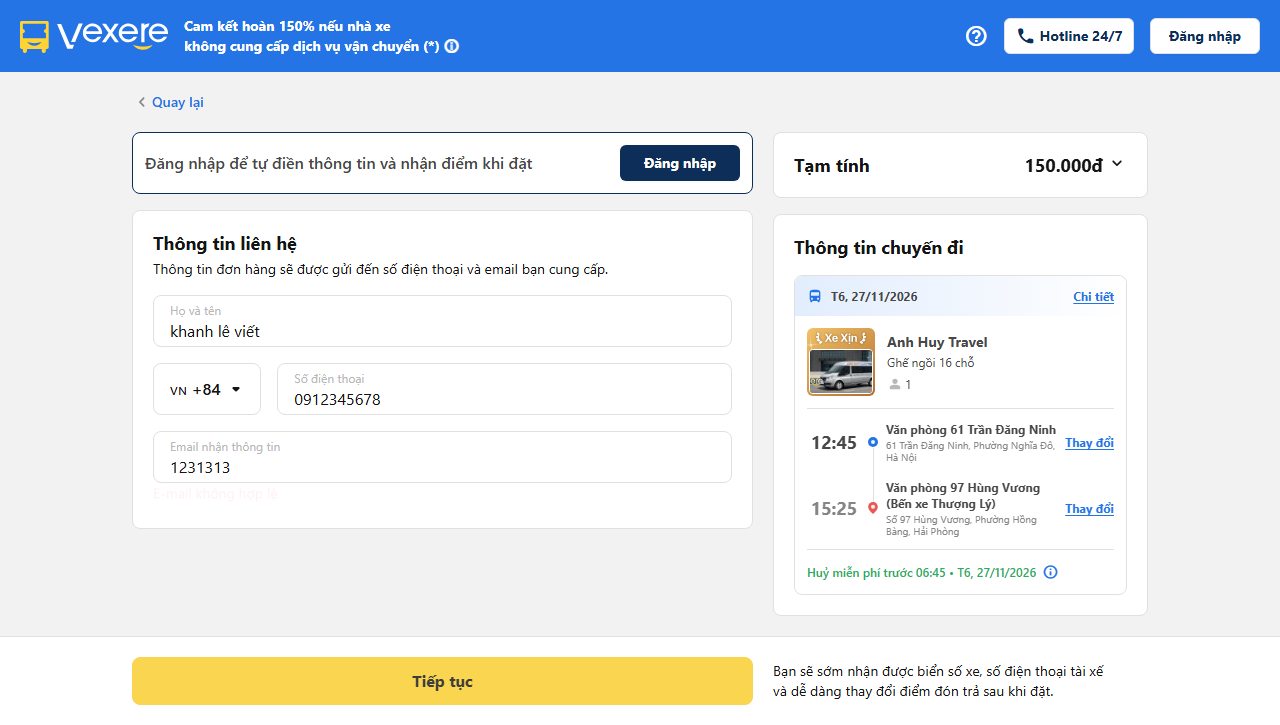 vexere
Cam kết hoàn 150% nếu nhà xe
không cung cấp dịch vụ vận chuyển (*)
Hotline 24/7
Đăng nhập
Quay lại
Đăng nhập để tự điền thông tin và nhận điểm khi đặt
Đăng nhập
Thông tin liên hệ
Thông tin đơn hàng sẽ được gửi đến số điện thoại và email bạn cung cấp.
Họ và tên
khanh lê viết
VN +84
Số điện thoại
0912345678
Email nhận thông tin
1231313
E-mail không hợp lệ
Tạm tính
150.000đ
Thông tin chuyến đi
T6, 27/11/2026
Chi tiết
Xe Xịn
Anh Huy Travel
Ghế ngồi 16 chỗ
1
12:45
Văn phòng 61 Trần Đăng Ninh
61 Trần Đăng Ninh, Phường Nghĩa Đô,
Hà Nội
Thay đổi
15:25
Văn phòng 97 Hùng Vương
(Bến xe Thượng Lý)
Số 97 Hùng Vương, Phường Hồng
Bàng, Hải Phòng
Thay đổi
Huỷ miễn phí trước 06:45 • T6, 27/11/2026
Tiếp tục
Bạn sẽ sớm nhận được biển số xe, số điện thoại tài xế
và dễ dàng thay đổi điểm đón trả sau khi đặt.